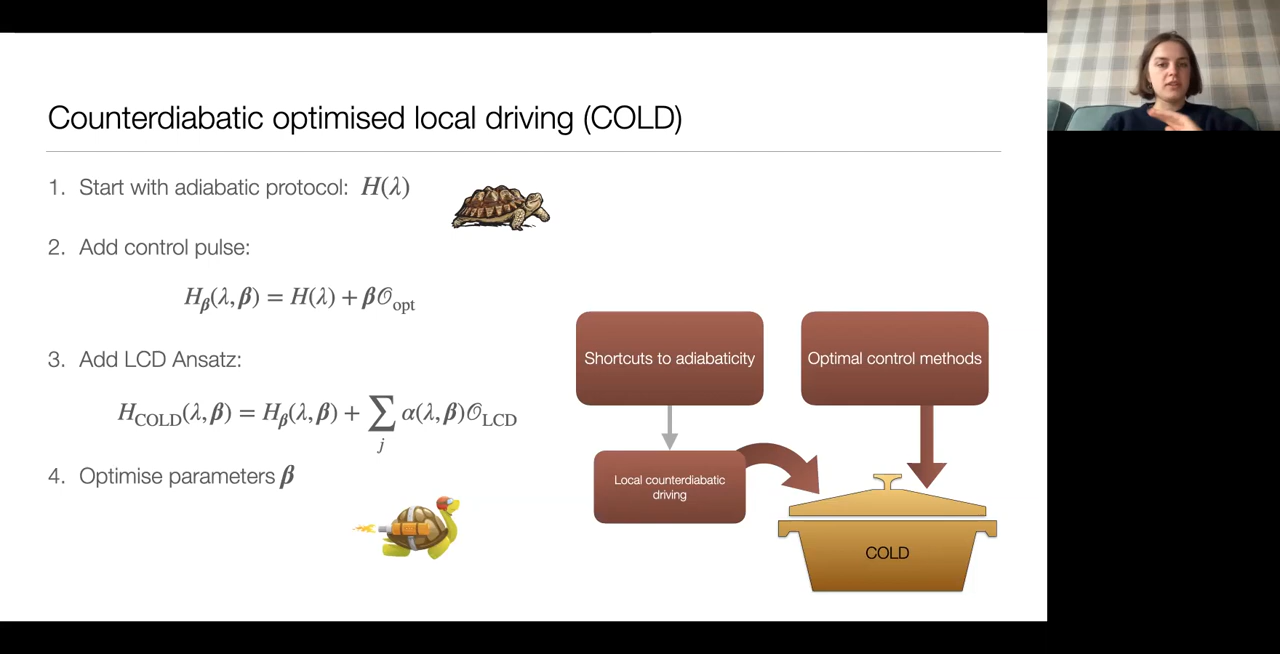 Counterdiabatic optimised local driving (COLD)
1. Start with adiabatic protocol: H(λ)
2. Add control pulse:
H_β(λ, β) = H(λ) + β𝒪_opt
3. Add LCD Ansatz:
H_COLD(λ, β) = H_β(λ, β) + ∑_j α(λ, β)𝒪_LCD
4. Optimise parameters β
Shortcuts to adiabaticity
Optimal control methods
Local counterdiabatic
driving
COLD